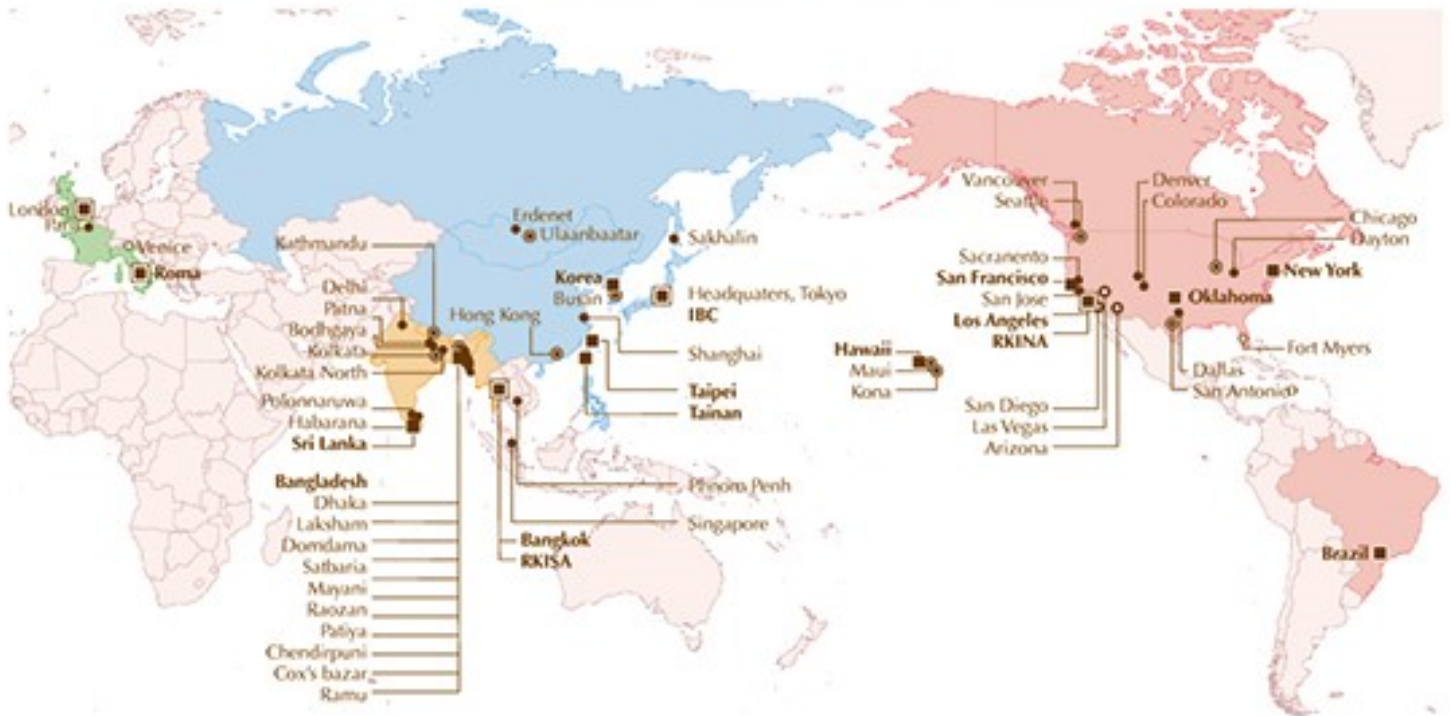 London
Paris
Venice
Roma
Kathmandu
Delhi
Patna
Bodhgaya
Kolkata
Kolkata North
Polionnaruwa
Habarana
Sri Lanka
Bangladesh
Dhaka
Laksham
Domdama
Satbaria
Mayani
Raozan
Patiya
Chendirpuni
Cox's bazar
Ramu
Erdenet
Ulaanbaatar
Sakhalin
Korea
Busan
Headquaters, Tokyo
IBC
Hong Kong
Shanghai
Taipei
Tainan
Phnom Penh
Singapore
Bangkok
RKISA
Hawaii
Maui
Kona
Vancouver
Seattle
Sacranento
San Francisco
San Jose
Los Angeles
RKINA
San Diego
Las Vegas
Arizona
Denver
Colorado
Chicago
Dayton
New York
Oklahoma
Fort Myers
Dallas
San Antonio
Brazil